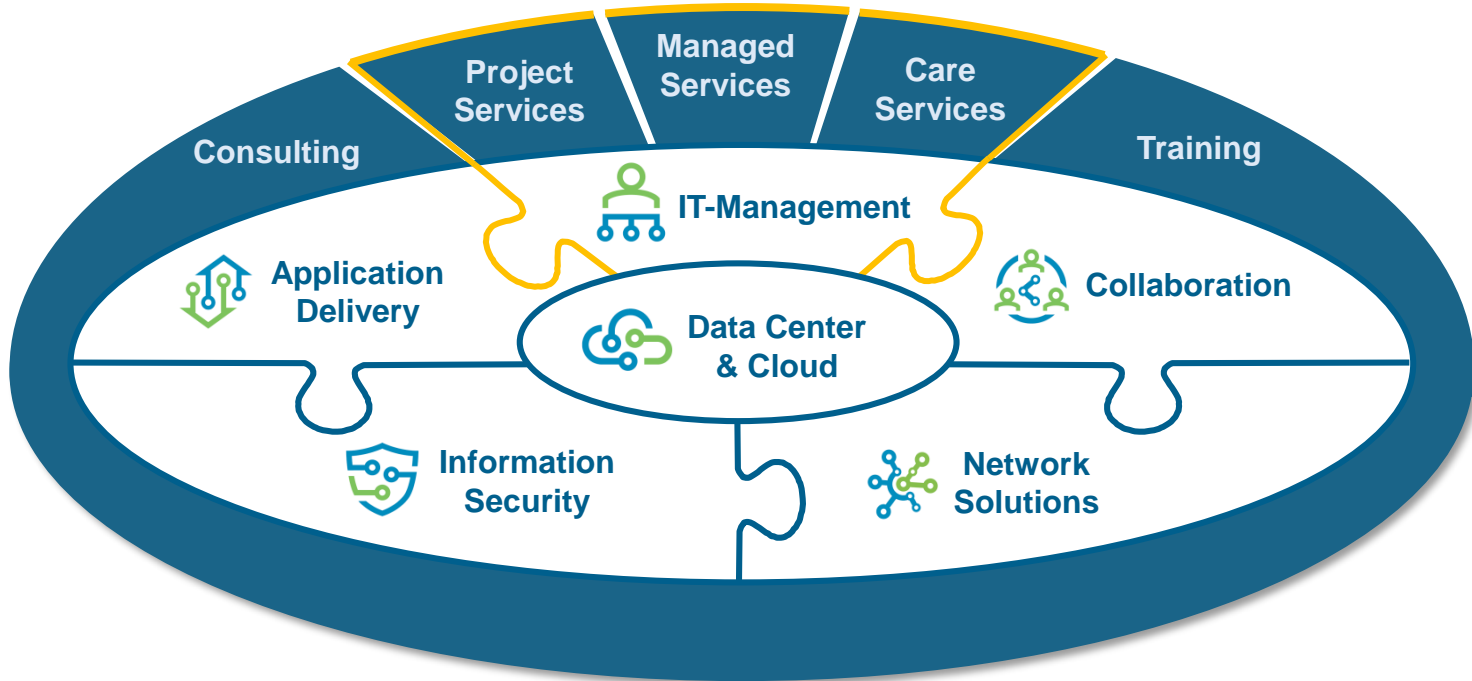 Consulting
Project
Services
Managed
Services
Care
Services
Training
IT-Management
Application
Delivery
Data Center
& Cloud
Collaboration
Information
Security
Network
Solutions